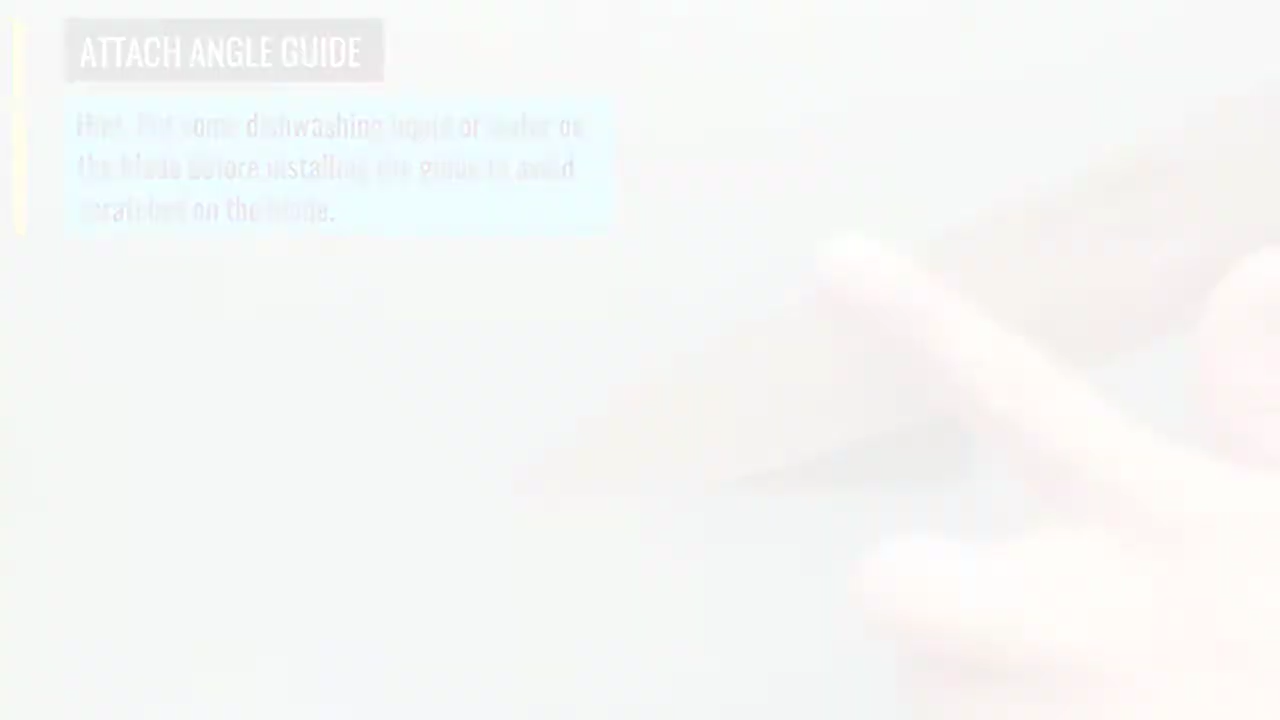 ATTACH ANGLE GUIDE
Hint: Put some dishwashing liquid or water on
the blade before installing the guide to avoid
scratches on the blade.